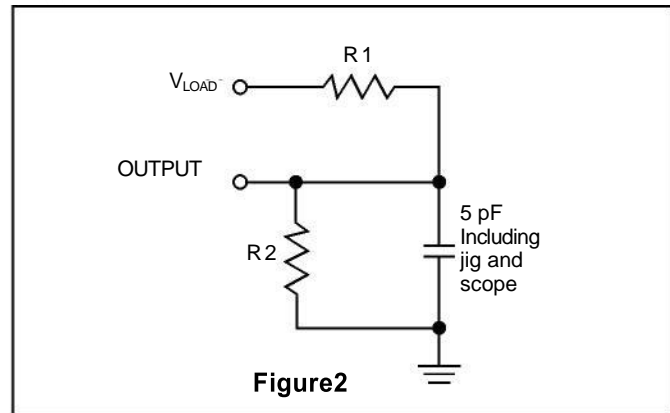 R1
VLOAD
OUTPUT
5 pF
Including
jig and
scope
R2
Figure2